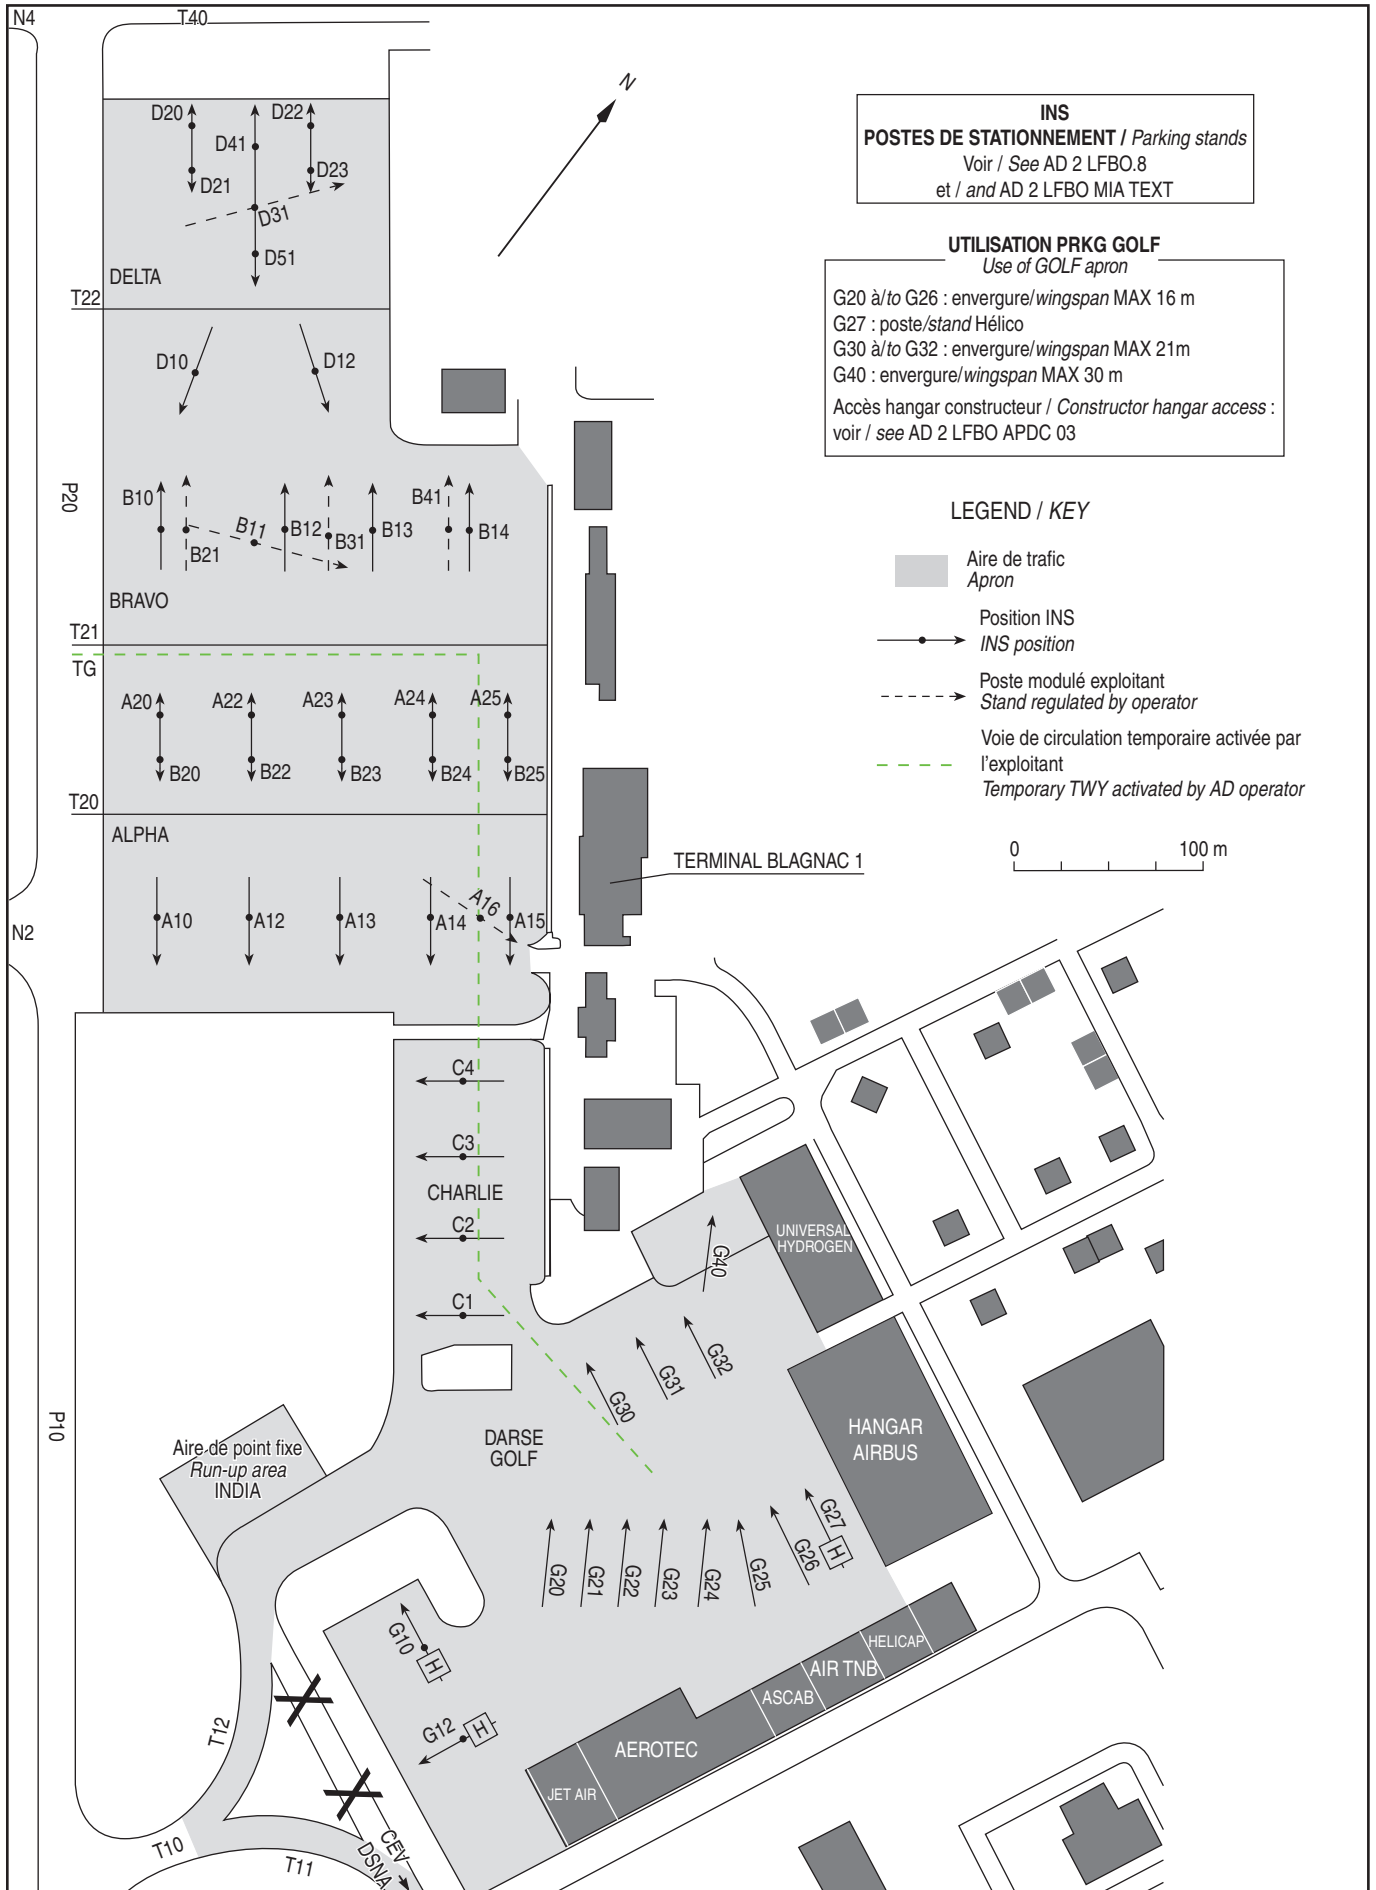 N4
T40
N
INS
POSTES DE STATIONNEMENT / Parking stands
Voir / See AD 2 LFBO.8
et / and AD 2 LFBO MIA TEXT
UTILISATION PRKG GOLF
Use of GOLF apron
G20 à/to G26 : envergure/wingspan MAX 16 m
G27 : poste/stand Hélico
G30 à/to G32 : envergure/wingspan MAX 21m
G40 : envergure/wingspan MAX 30 m
Accès hangar constructeur / Constructor hangar access :
voir / see AD 2 LFBO APDC 03
LEGEND / KEY
Aire de trafic
Apron
Position INS
INS position
Poste modulé exploitant
Stand regulated by operator
Voie de circulation temporaire activée par
l'exploitant
Temporary TWY activated by AD operator
0 100 m
D20
D22
D41
D23
D21
D31
D51
DELTA
T22
D10
D12
P20
B10
B11
B12
B13
B41
B14
B21
B31
BRAVO
T21
TG
A20
A22
A23
A24
A25
B20
B22
B23
B24
B25
T20
ALPHA
TERMINAL BLAGNAC 1
A16
A10
A12
A13
A14
A15
N2
C4
C3
CHARLIE
C2
C1
UNIVERSAL
HYDROGEN
G40
G32
G31
G30
P10
DARSE
GOLF
HANGAR
AIRBUS
Aire de point fixe
Run-up area
INDIA
G27
H
G26
G25
G24
G23
G22
G21
G20
G10
H
G12
H
HELICAP
AIR TNB
ASCAB
AEROTEC
JET AIR
T12
T10
T11
CEV
DSNA